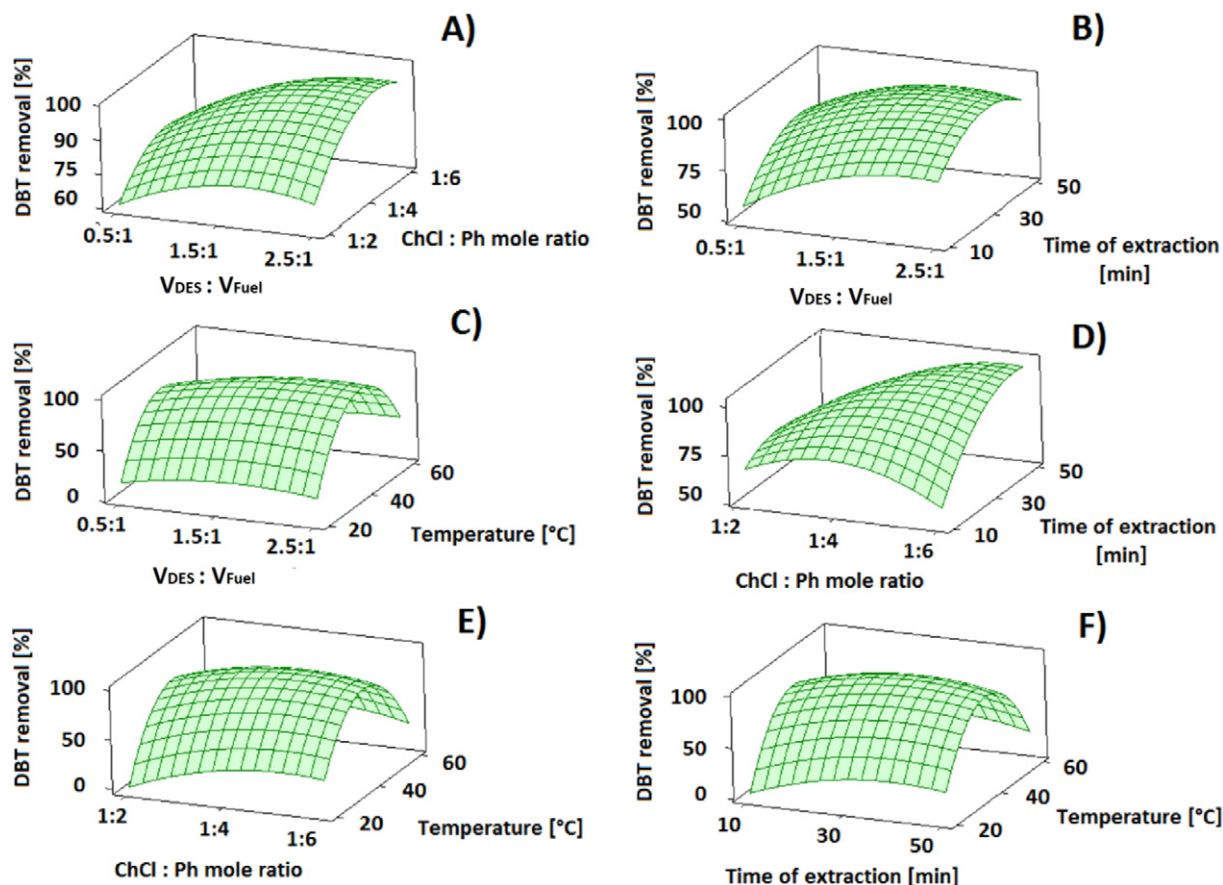 A)
DBT removal [%]
100
90
75
60
0.5:1
1.5:1
2.5:1
VDES : VFuel
1:2
1:4
1:6
ChCl : Ph mole ratio
B)
DBT removal [%]
100
75
50
0.5:1
1.5:1
2.5:1
VDES : VFuel
10
30
50
Time of extraction
[min]
C)
DBT removal [%]
100
50
0
0.5:1
1.5:1
2.5:1
VDES : VFuel
20
40
60
Temperature [°C]
D)
DBT removal [%]
100
75
50
1:2
1:4
1:6
ChCl : Ph mole ratio
10
30
50
Time of extraction
[min]
E)
DBT removal [%]
100
50
0
1:2
1:4
1:6
ChCl : Ph mole ratio
20
40
60
Temperature [°C]
F)
DBT removal [%]
100
50
0
10
30
50
Time of extraction [min]
20
40
60
Temperature [°C]